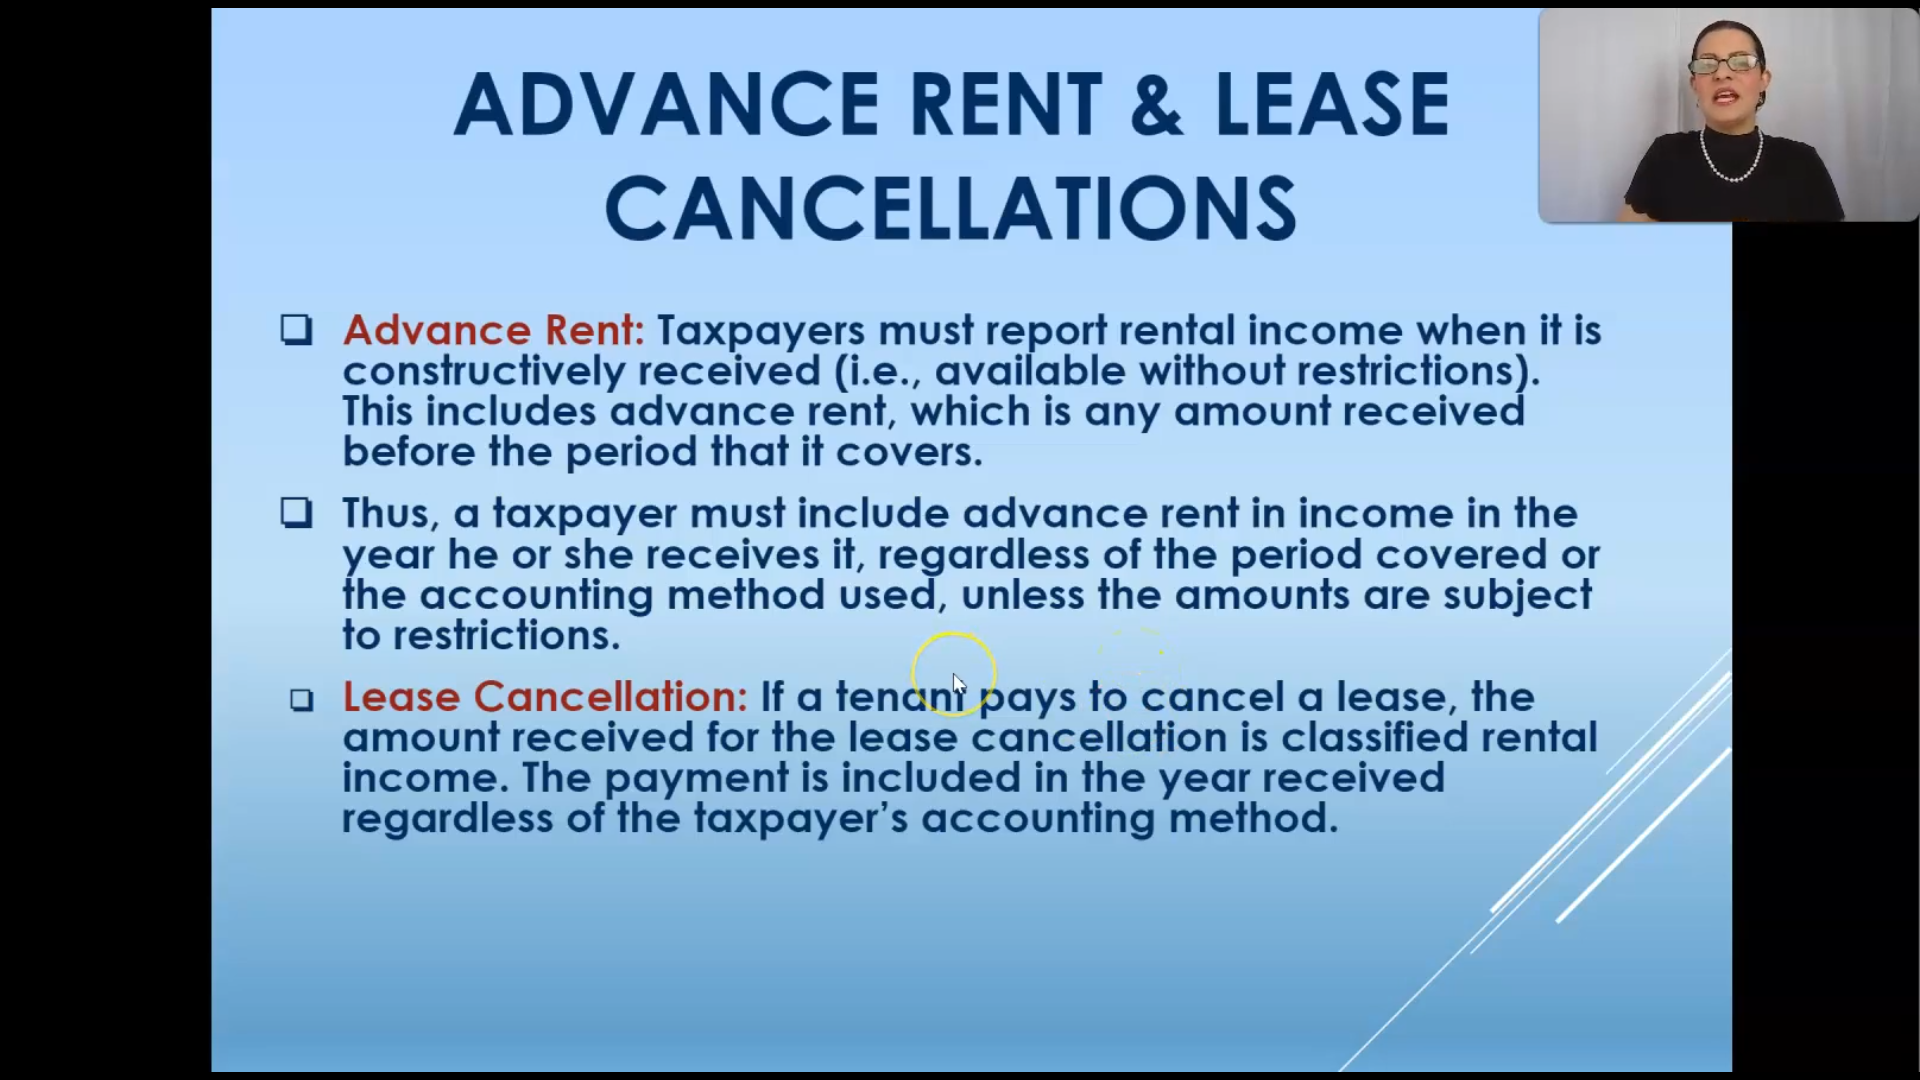 ADVANCE RENT & LEASE
CANCELLATIONS
Advance Rent: Taxpayers must report rental income when it is
constructively received (i.e., available without restrictions).
This includes advance rent, which is any amount received
before the period that it covers.
Thus, a taxpayer must include advance rent in income in the
year he or she receives it, regardless of the period covered or
the accounting method used, unless the amounts are subject
to restrictions.
Lease Cancellation: If a tenant pays to cancel a lease, the
amount received for the lease cancellation is classified rental
income. The payment is included in the year received
regardless of the taxpayer’s accounting method.